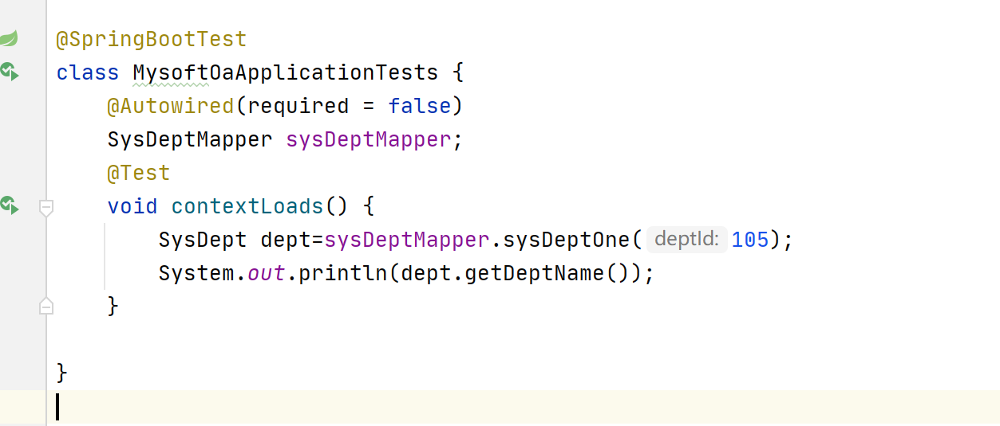 @SpringBootTest
class MysoftOaApplicationTests {
    @Autowired(required = false)
    SysDeptMapper sysDeptMapper;
    @Test
    void contextLoads() {
        SysDept dept=sysDeptMapper.sysDeptOne( deptId: 105);
        System.out.println(dept.getDeptName());
    }
}